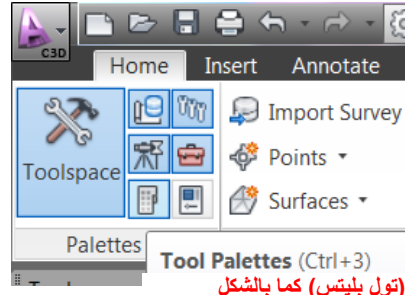 C3D
Home Insert Annotate
Toolspace
Import Survey
Points
Surfaces
Palettes
Tool Palettes (Ctrl+3)
(تول بليتس) كما بالشكل